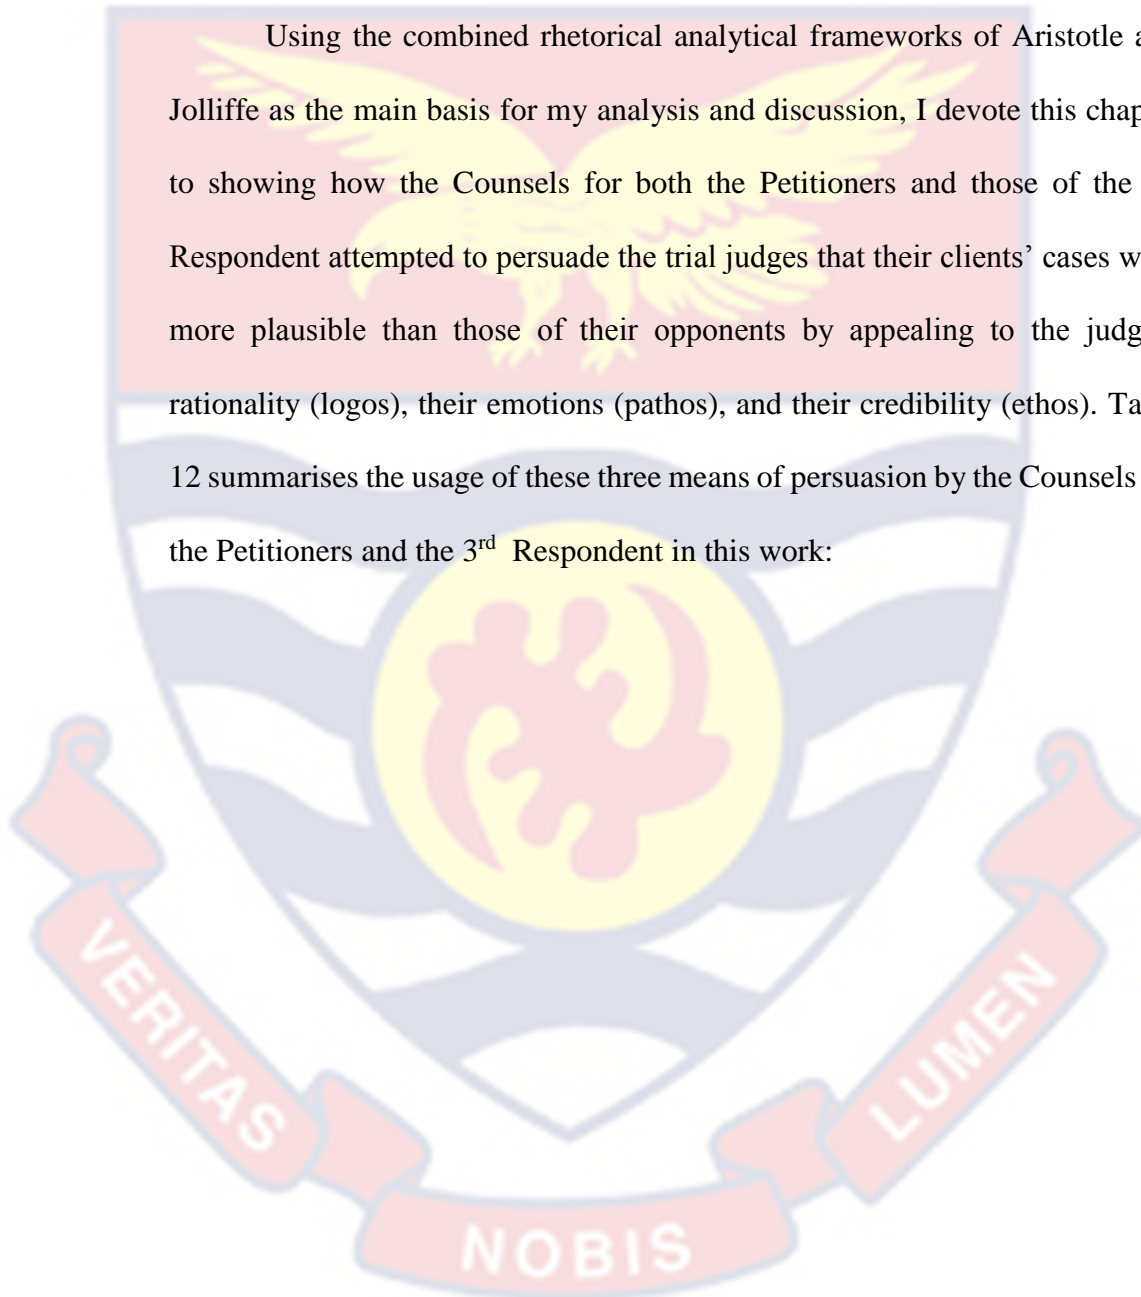 Using the combined rhetorical analytical frameworks of Aristotle
Jolliffe as the main basis for my analysis and discussion, I devote this
to showing how the Counsels for both the Petitioners and those of the
Respondent attempted to persuade the trial judges that their clients’ cases
more plausible than those of their opponents by appealing to the
rationality (logos), their emotions (pathos), and their credibility (ethos).
12 summarises the usage of these three means of persuasion by the Counsels
the Petitioners and the 3rd Respondent in this work:
VERITAS
NOBIS
LUMEN